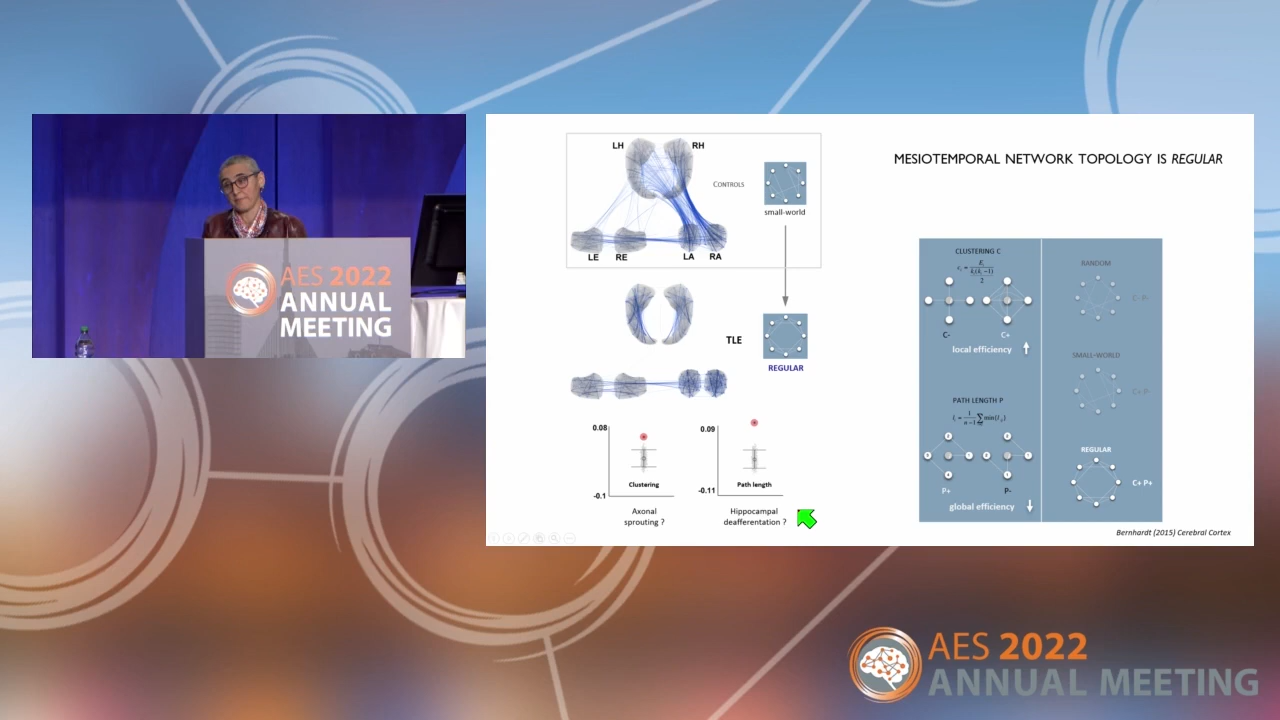 AES 2022
ANNUAL
MEETING
MESIOTEMPORAL NETWORK TOPOLOGY IS REGULAR
LH
RH
CONTROLS
small-world
LE
RE
LA
RA
TLE
REGULAR
0.08
-0.1
Clustering
0.09
-0.11
Path length
Axonal
sprouting ?
Hippocampal
deafferentation ?
CLUSTERING C
C-
C+
local efficiency
PATH LENGTH P
P+
P-
global efficiency
RANDOM
C- P-
SMALL-WORLD
C+ P-
REGULAR
C+ P+
Bernhardt (2015) Cerebral Cortex
AES 2022
ANNUAL MEETING